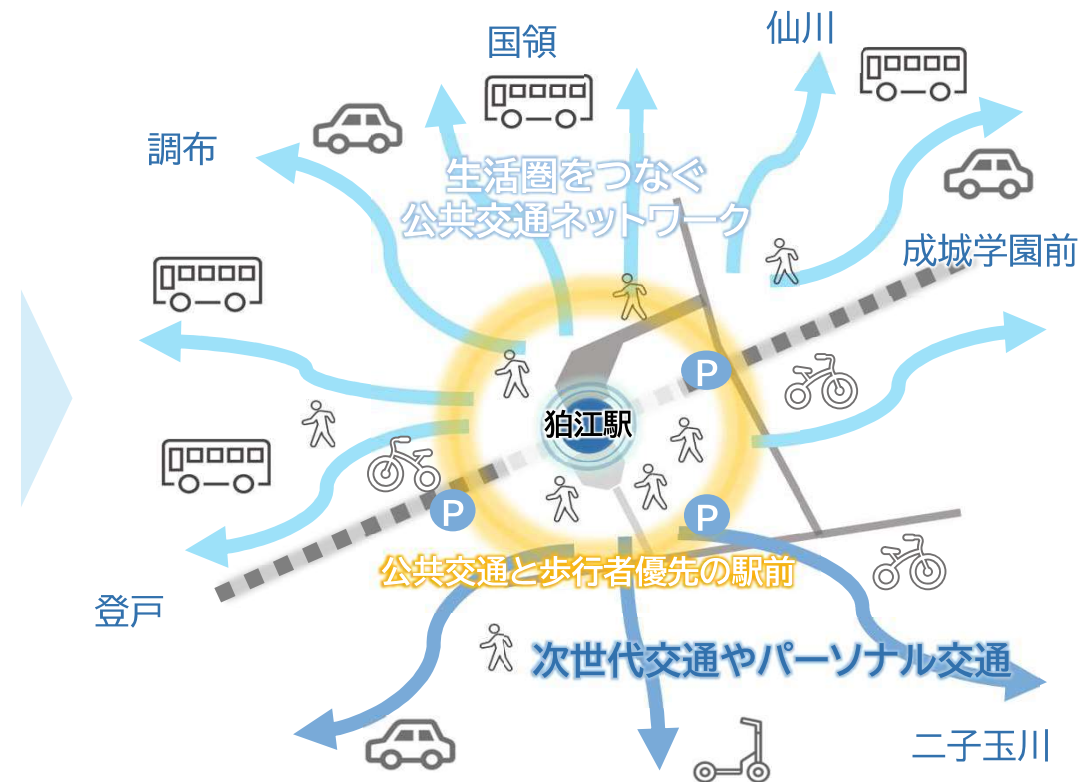 仙川
国領
調布
生活圏をつなぐ
公共交通ネットワーク
成城学園前
P
狛江駅
P
P
公共交通と歩行者優先の駅前
登戸
次世代交通やパーソナル交通
二子玉川